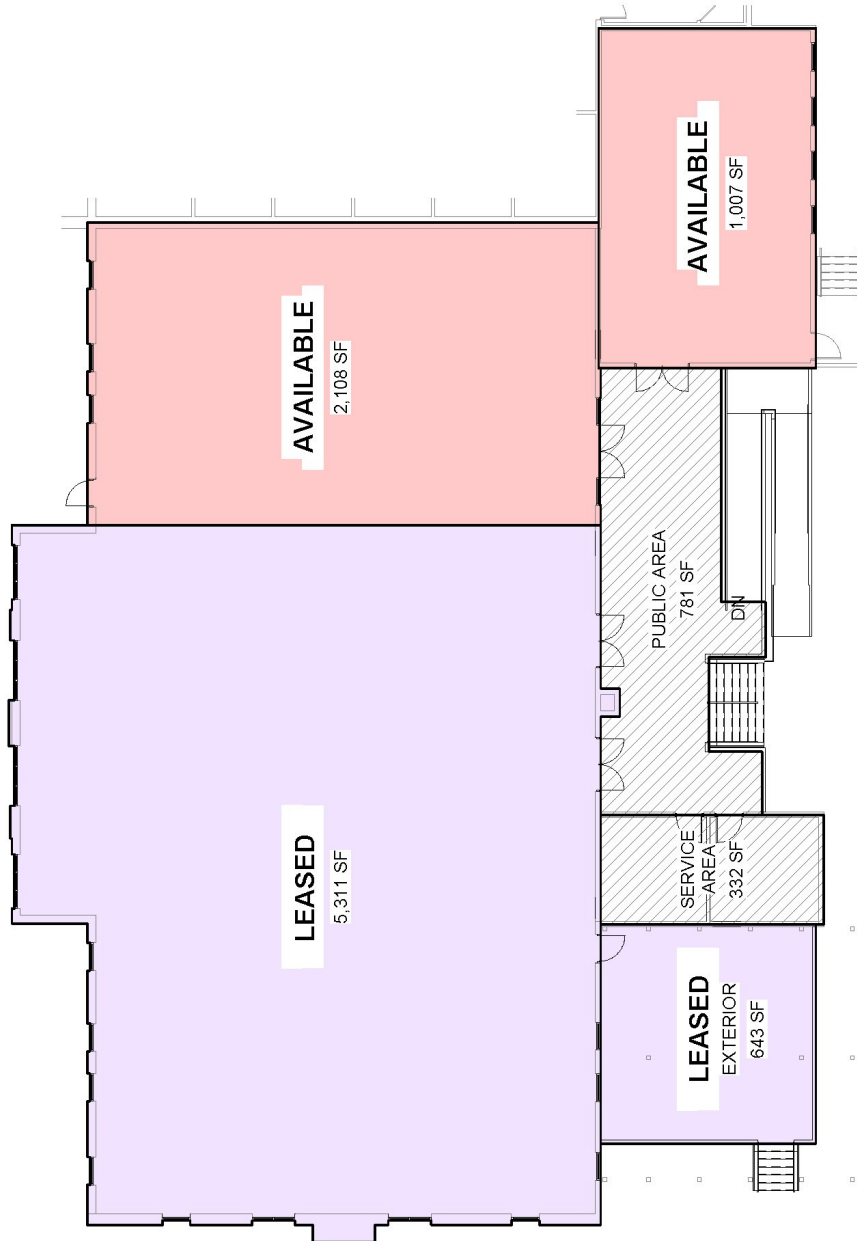 AVAILABLE
1,007 SF
AVAILABLE
2,108 SF
PUBLIC AREA
781 SF
DN
LEASED
5,311 SF
SERVICE
AREA
332 SF
LEASED
EXTERIOR
643 SF